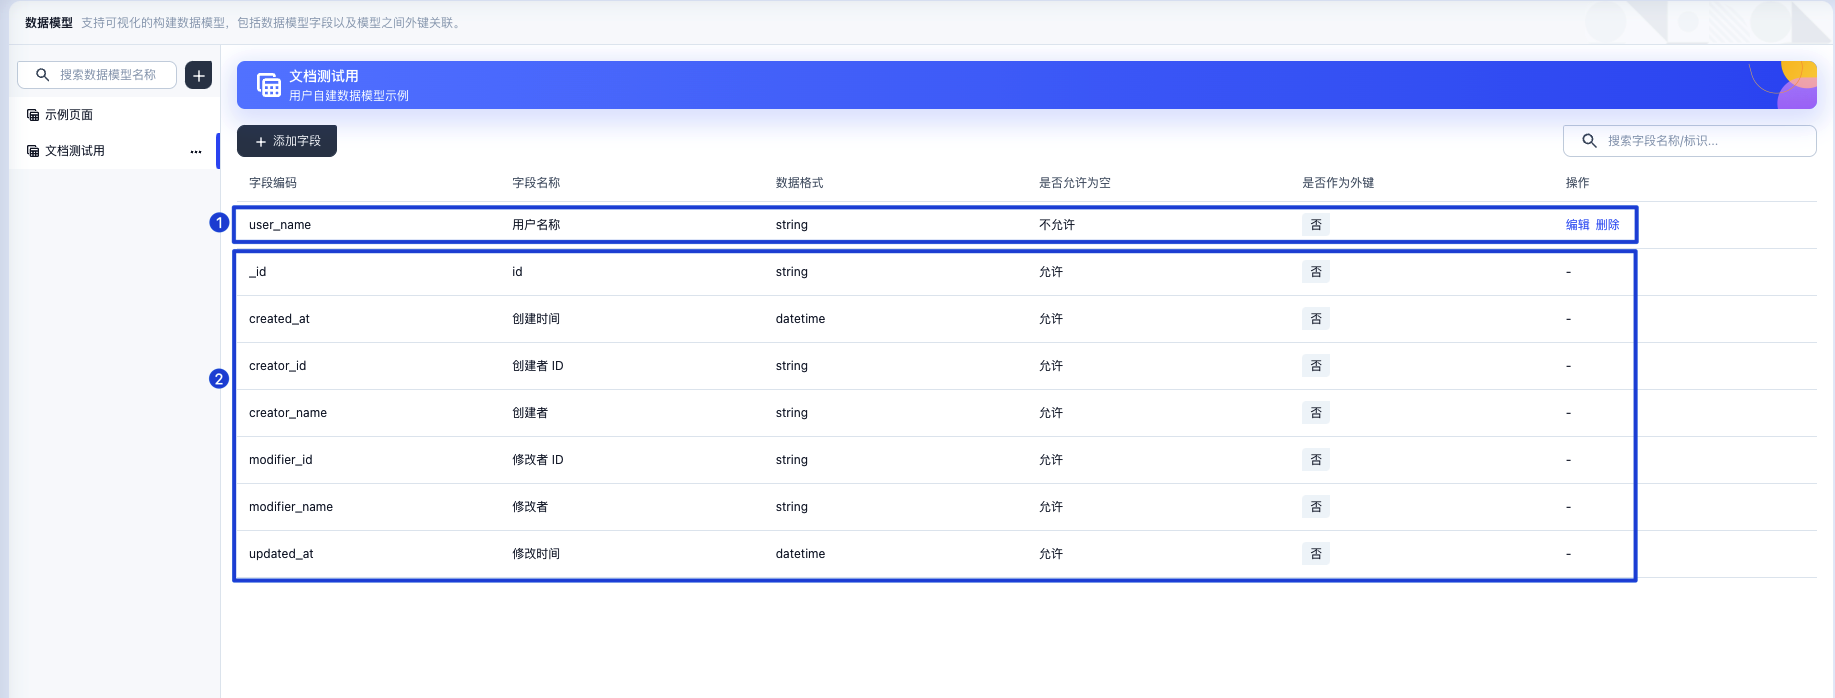 数据模型 支持可视化的构建数据模型，包括数据模型字段以及模型之间外键关联。
搜索数据模型名称
示例页面
文档测试用
文档测试用
用户自建数据模型示例
添加字段
搜索字段名称/标识...
字段编码 字段名称 数据格式 是否允许为空 是否作为外键 操作
1 user_name 用户名称 string 不允许 否 编辑 删除
_id id string 允许 否 -
created_at 创建时间 datetime 允许 否 -
creator_id 创建者 ID string 允许 否 -
2
creator_name 创建者 string 允许 否 -
modifier_id 修改者 ID string 允许 否 -
modifier_name 修改者 string 允许 否 -
updated_at 修改时间 datetime 允许 否 -